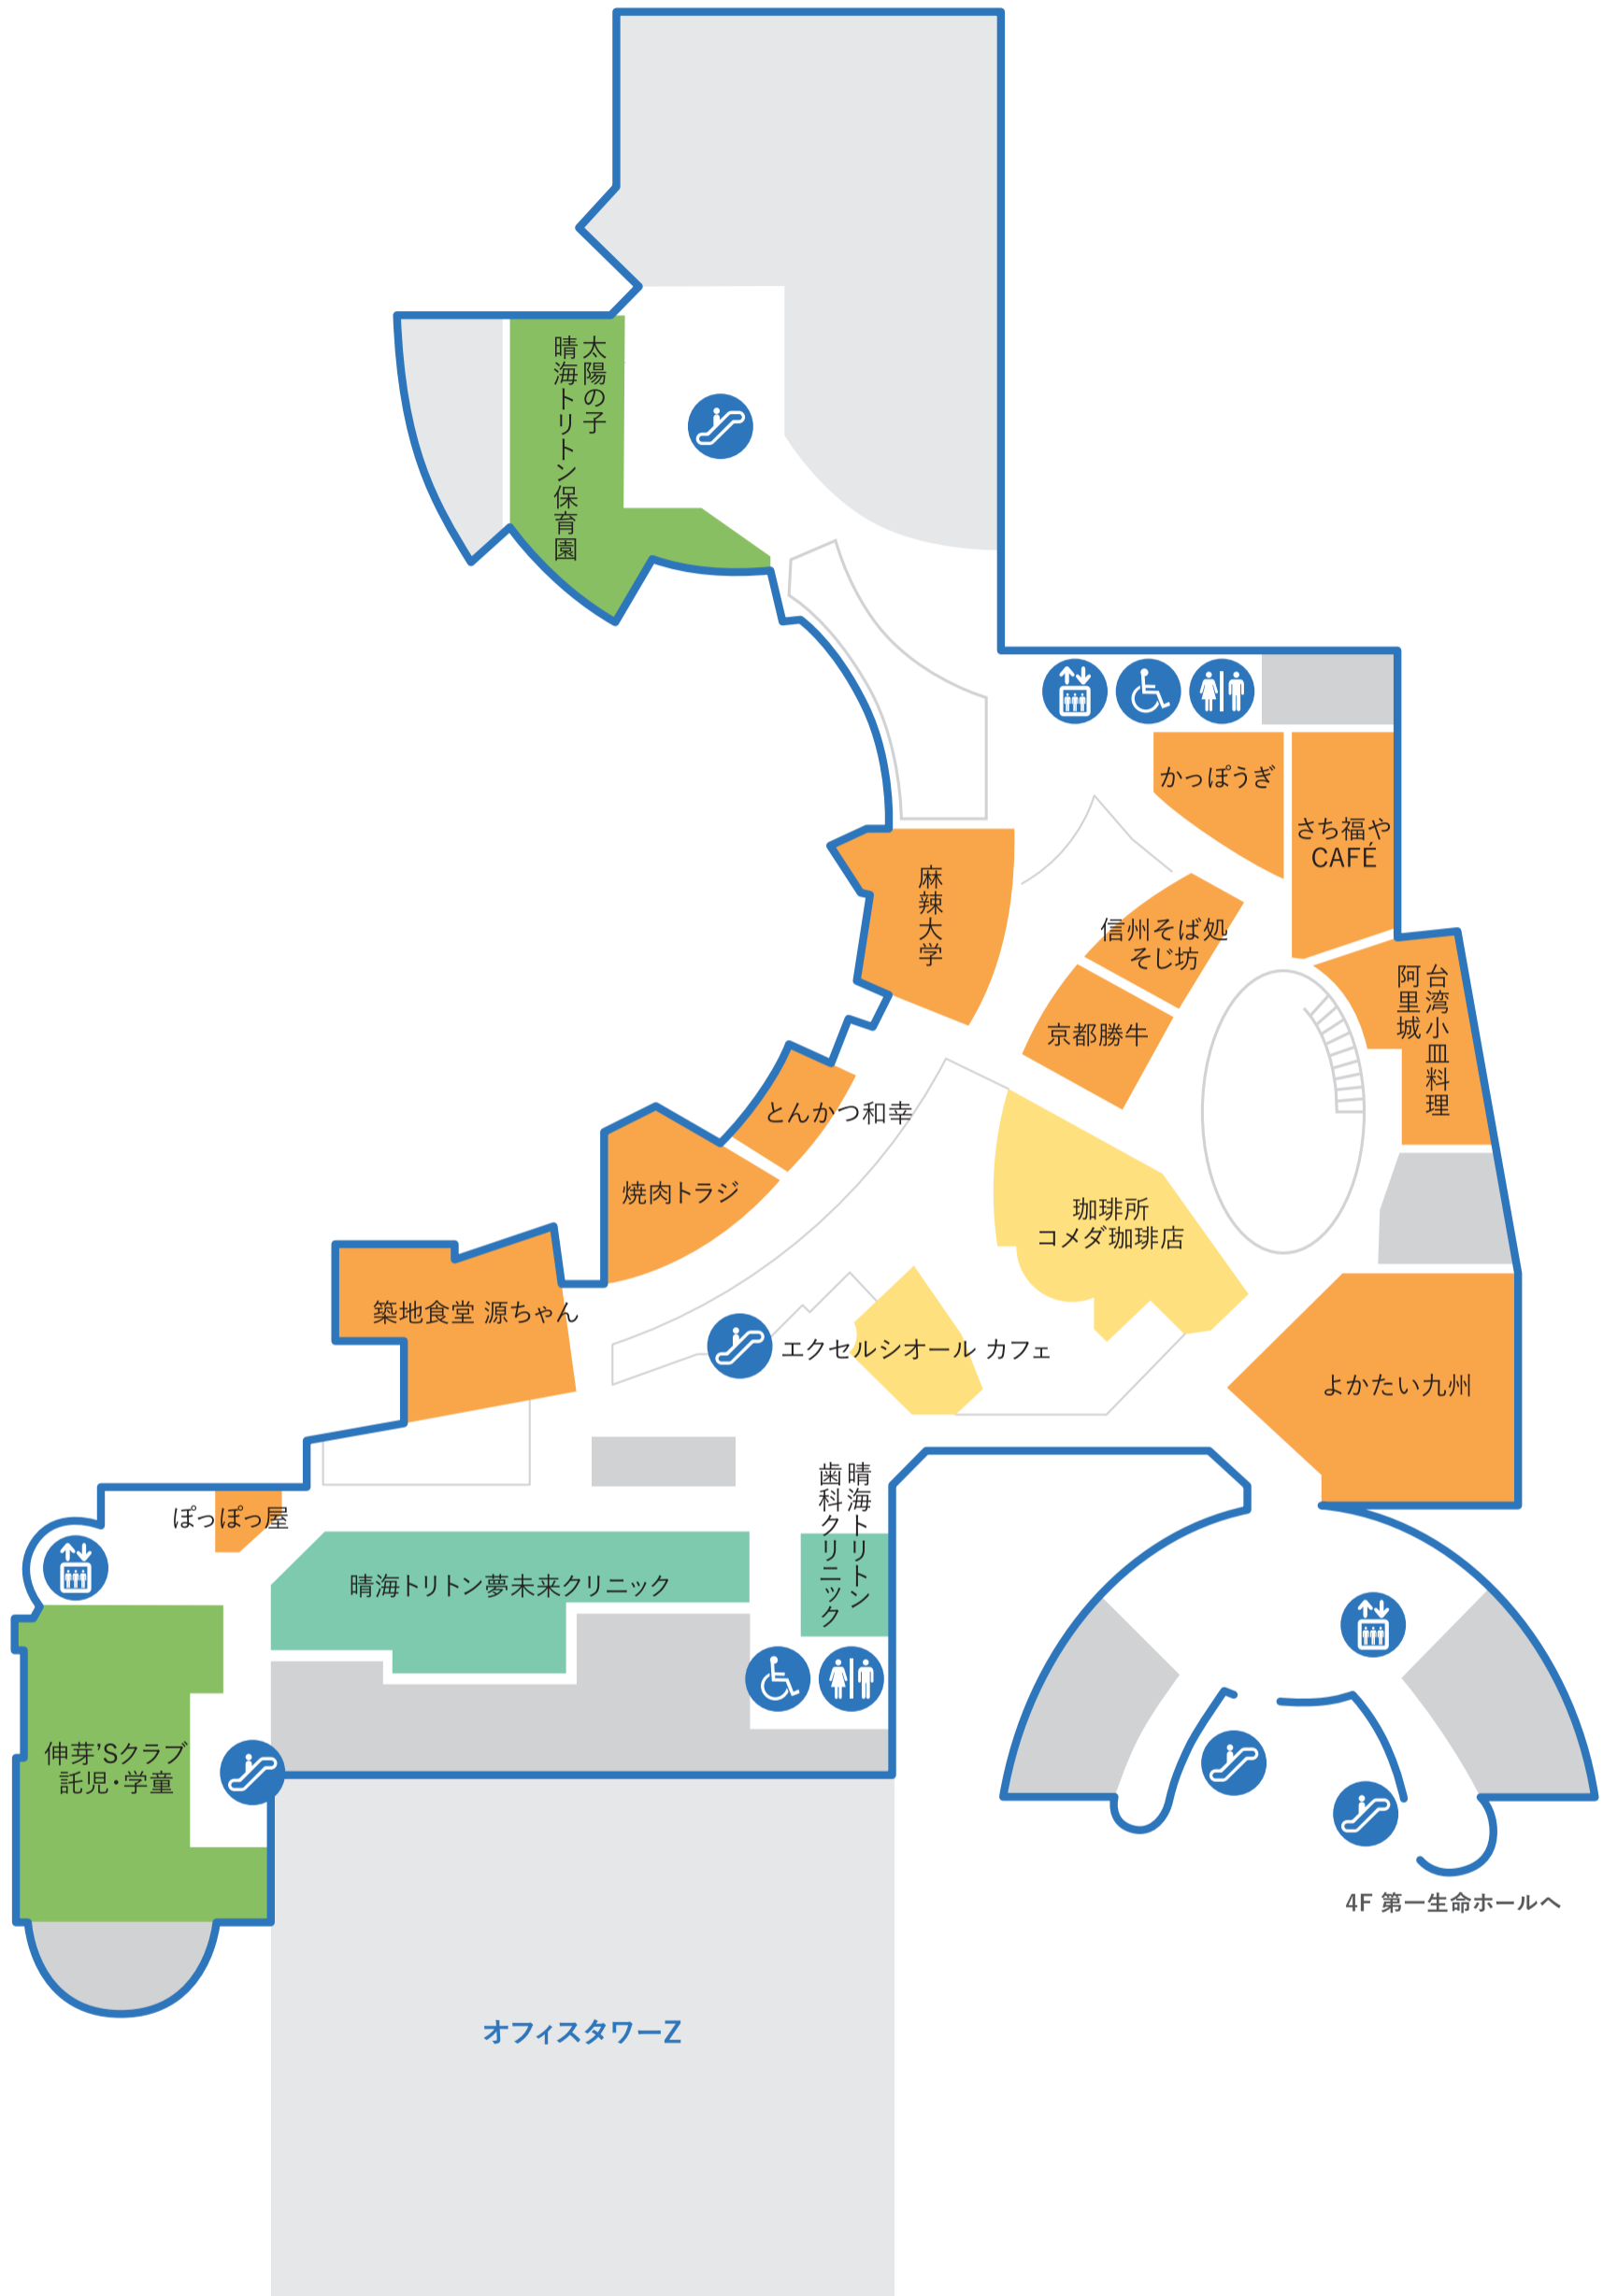 太陽の子
晴海トリトン保育園
かっぽうぎ
さち福や
CAFÉ
麻辣大学
信州そば処
そじ坊
台湾小皿料理
阿里城
京都勝牛
とんかつ和幸
焼肉トラジ
珈琲所
コメダ珈琲店
築地食堂 源ちゃん
エクセルシオール カフェ
よかたい九州
晴海トリトン
歯科クリニック
ぽっぽっ屋
晴海トリトン夢未来クリニック
伸芽’Sクラブ
託児・学童
4F 第一生命ホールへ
オフィスタワーZ